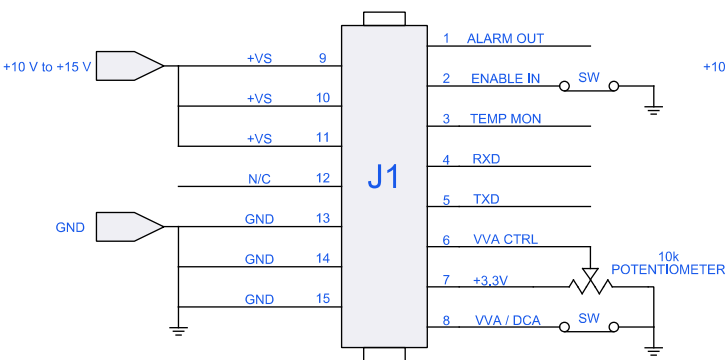 1 ALARM OUT
+10 V to +15 V +VS 9 2 ENABLE IN SW +10
+VS 10 3 TEMP MON
+VS 11 4 RXD
N/C 12 J1 5 TXD
GND GND 13 6 VVA CTRL
GND 14 7 +3.3V 10k POTENTIOMETER
GND 15 8 VVA / DCA SW